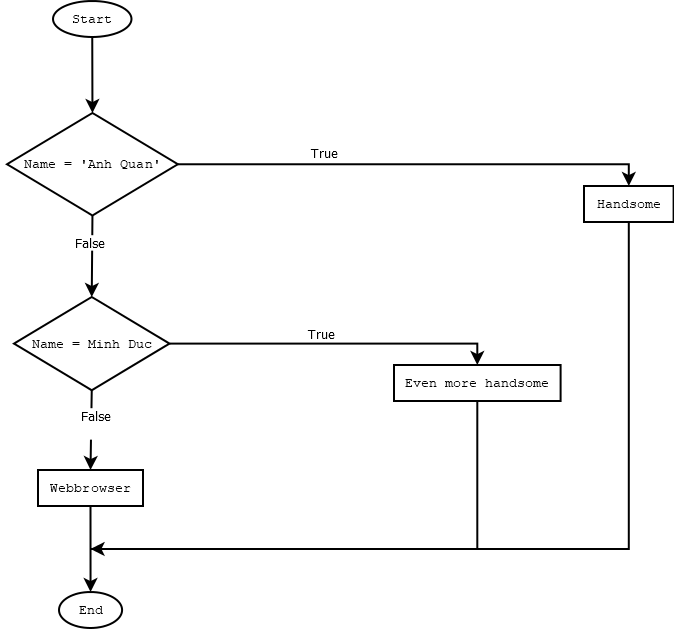 Start
Name = 'Anh Quan'
True
Handsome
False
Name = Minh Duc
True
Even more handsome
False
Webbrowser
End